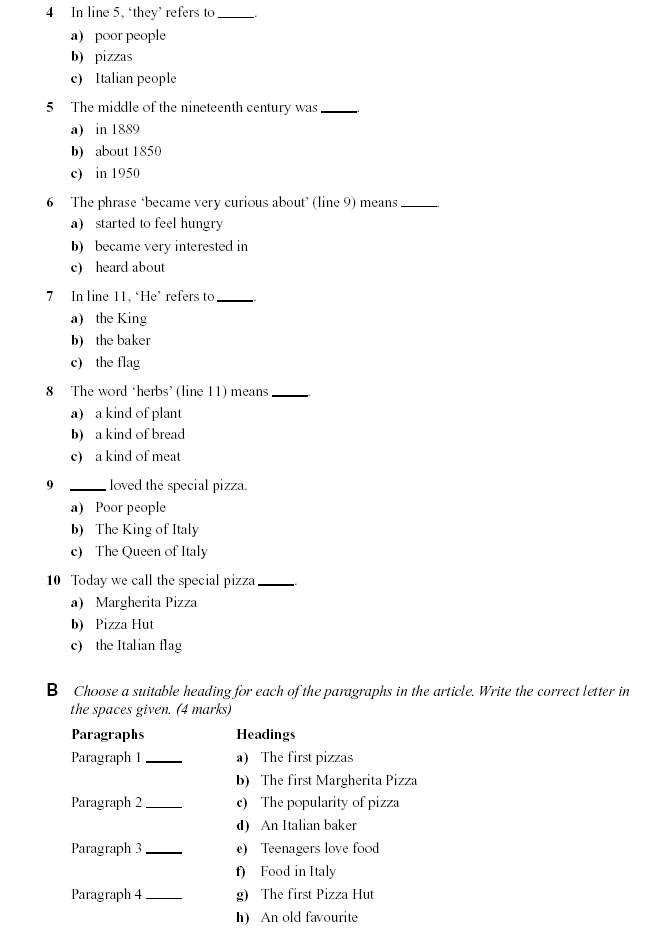 4 In line 5, ‘they’ refers to _____.
a) poor people
b) pizzas
c) Italian people
5 The middle of the nineteenth century was _____.
a) in 1889
b) about 1850
c) in 1950
6 The phrase ‘became very curious about’ (line 9) means _____.
a) started to feel hungry
b) became very interested in
c) heard about
7 In line 11, ‘He’ refers to _____.
a) the King
b) the baker
c) the flag
8 The word ‘herbs’ (line 11) means _____.
a) a kind of plant
b) a kind of bread
c) a kind of meat
9 _____ loved the special pizza.
a) Poor people
b) The King of Italy
c) The Queen of Italy
10 Today we call the special pizza _____.
a) Margherita Pizza
b) Pizza Hut
c) the Italian flag
B Choose a suitable heading for each of the paragraphs in the article. Write the correct letter in
the spaces given. (4 marks)
Paragraphs Headings
Paragraph 1 _____ a) The first pizzas
b) The first Margherita Pizza
Paragraph 2 _____ c) The popularity of pizza
d) An Italian baker
Paragraph 3 _____ e) Teenagers love food
f) Food in Italy
Paragraph 4 _____ g) The first Pizza Hut
h) An old favourite